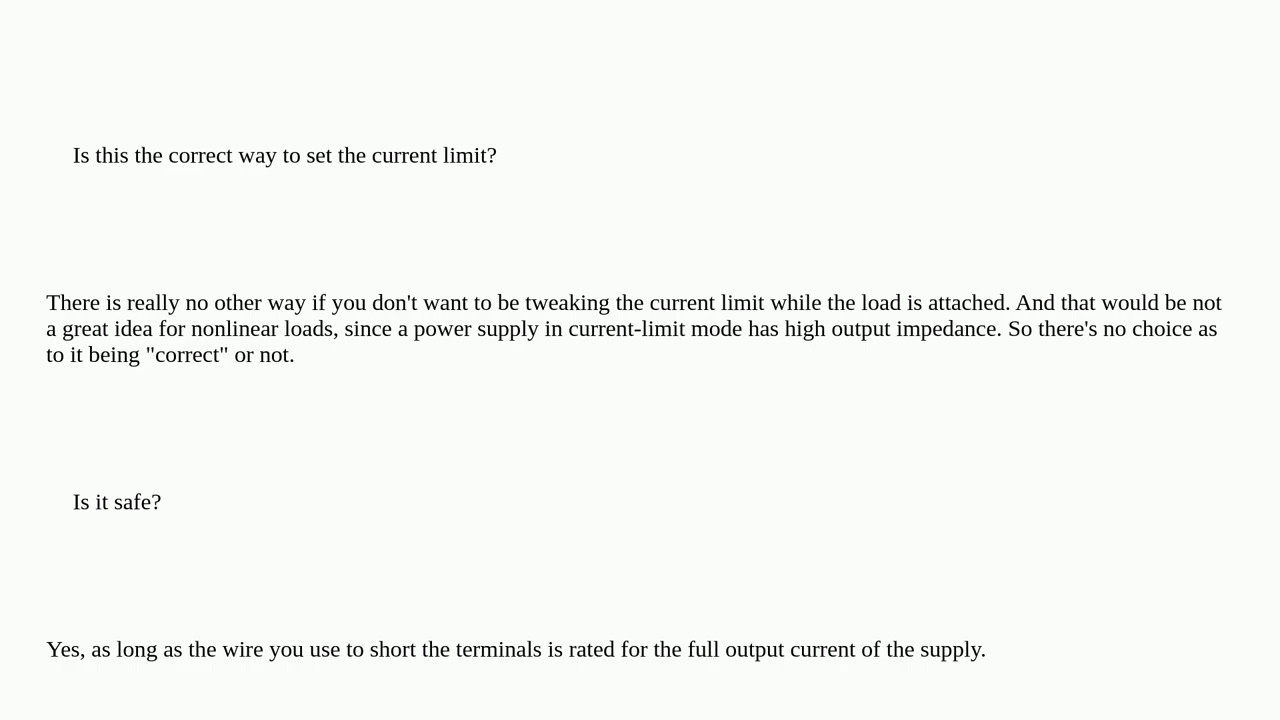 Is this the correct way to set the current limit?
There is really no other way if you don't want to be tweaking the current limit while the load is attached. And that would be not
a great idea for nonlinear loads, since a power supply in current-limit mode has high output impedance. So there's no choice as
to it being "correct" or not.
Is it safe?
Yes, as long as the wire you use to short the terminals is rated for the full output current of the supply.